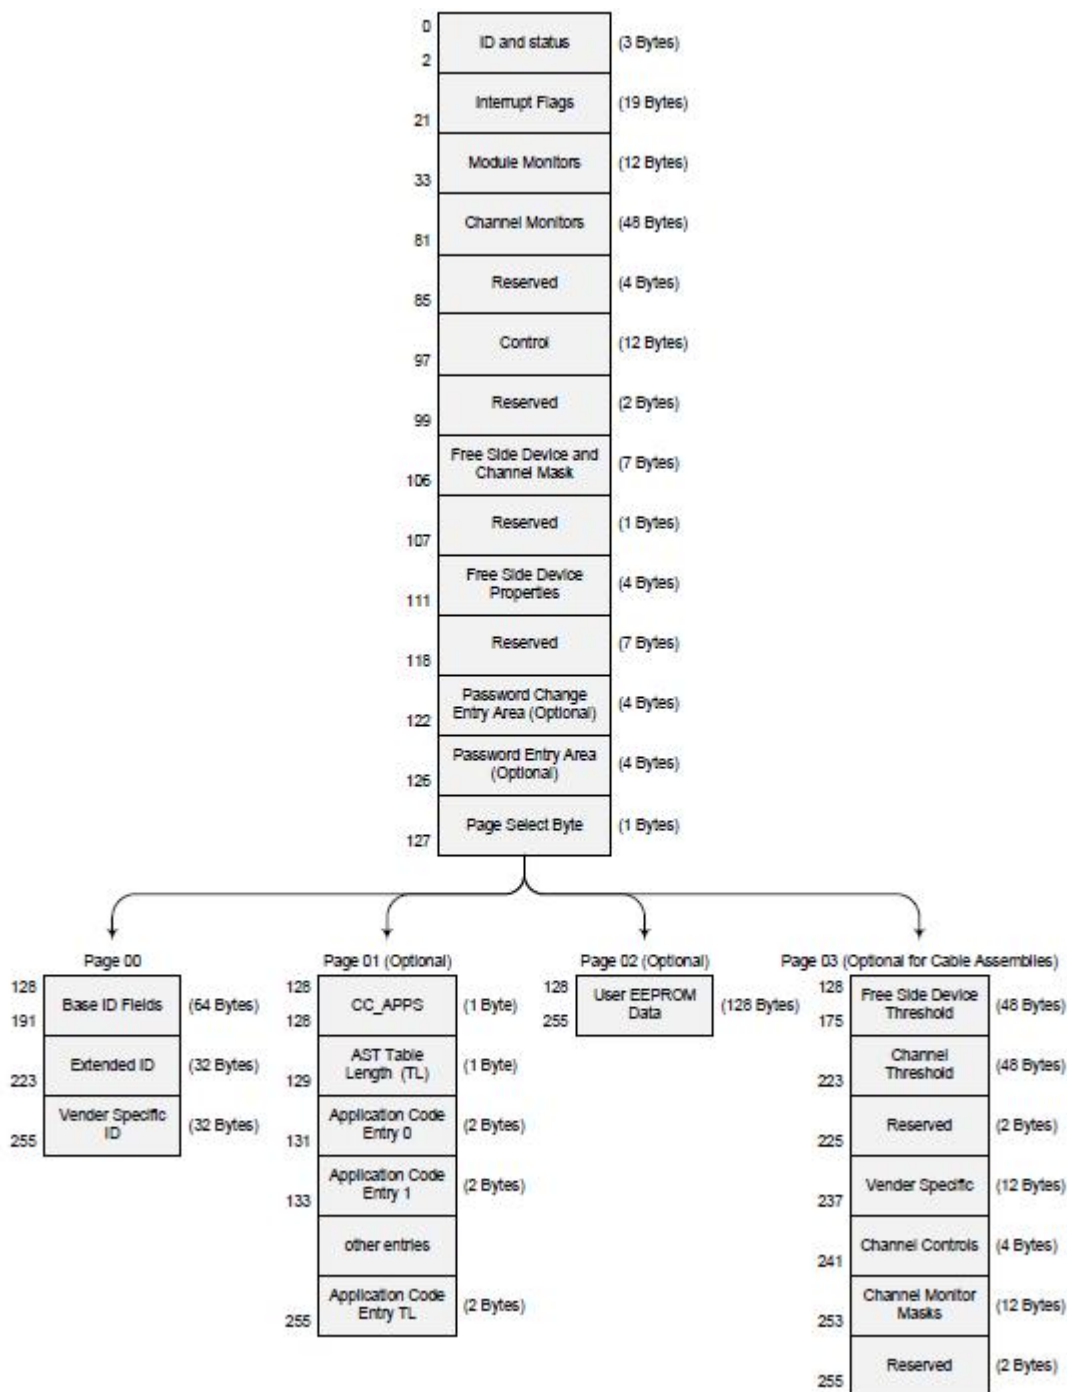 0
ID and status (3 Bytes)
2
Interrupt Flags (19 Bytes)
21
Module Monitors (12 Bytes)
33
Channel Monitors (48 Bytes)
81
Reserved (4 Bytes)
85
Control (12 Bytes)
97
Reserved (2 Bytes)
99
Free Side Device and
Channel Mask (7 Bytes)
106
Reserved (1 Bytes)
107
Free Side Device
Properties (4 Bytes)
111
Reserved (7 Bytes)
118
Password Change
Entry Area (Optional) (4 Bytes)
122
Password Entry Area
(Optional) (4 Bytes)
126
Page Select Byte (1 Bytes)
127
Page 00
128
Base ID Fields (64 Bytes)
191
Extended ID (32 Bytes)
223
Vender Specific
ID (32 Bytes)
255
Page 01 (Optional)
128
CC_APPS (1 Byte)
128
AST Table
Length (TL) (1 Byte)
129
Application Code
Entry 0 (2 Bytes)
131
Application Code
Entry 1 (2 Bytes)
133
other entries
Application Code
Entry TL (2 Bytes)
255
Page 02 (Optional)
128
User EEPROM
Data (128 Bytes)
255
Page 03 (Optional for Cable Assemblies)
128
Free Side Device
Threshold (48 Bytes)
175
Channel
Threshold (48 Bytes)
223
Reserved (2 Bytes)
225
Vender Specific (12 Bytes)
237
Channel Controls (4 Bytes)
241
Channel Monitor
Masks (12 Bytes)
253
Reserved (2 Bytes)
255